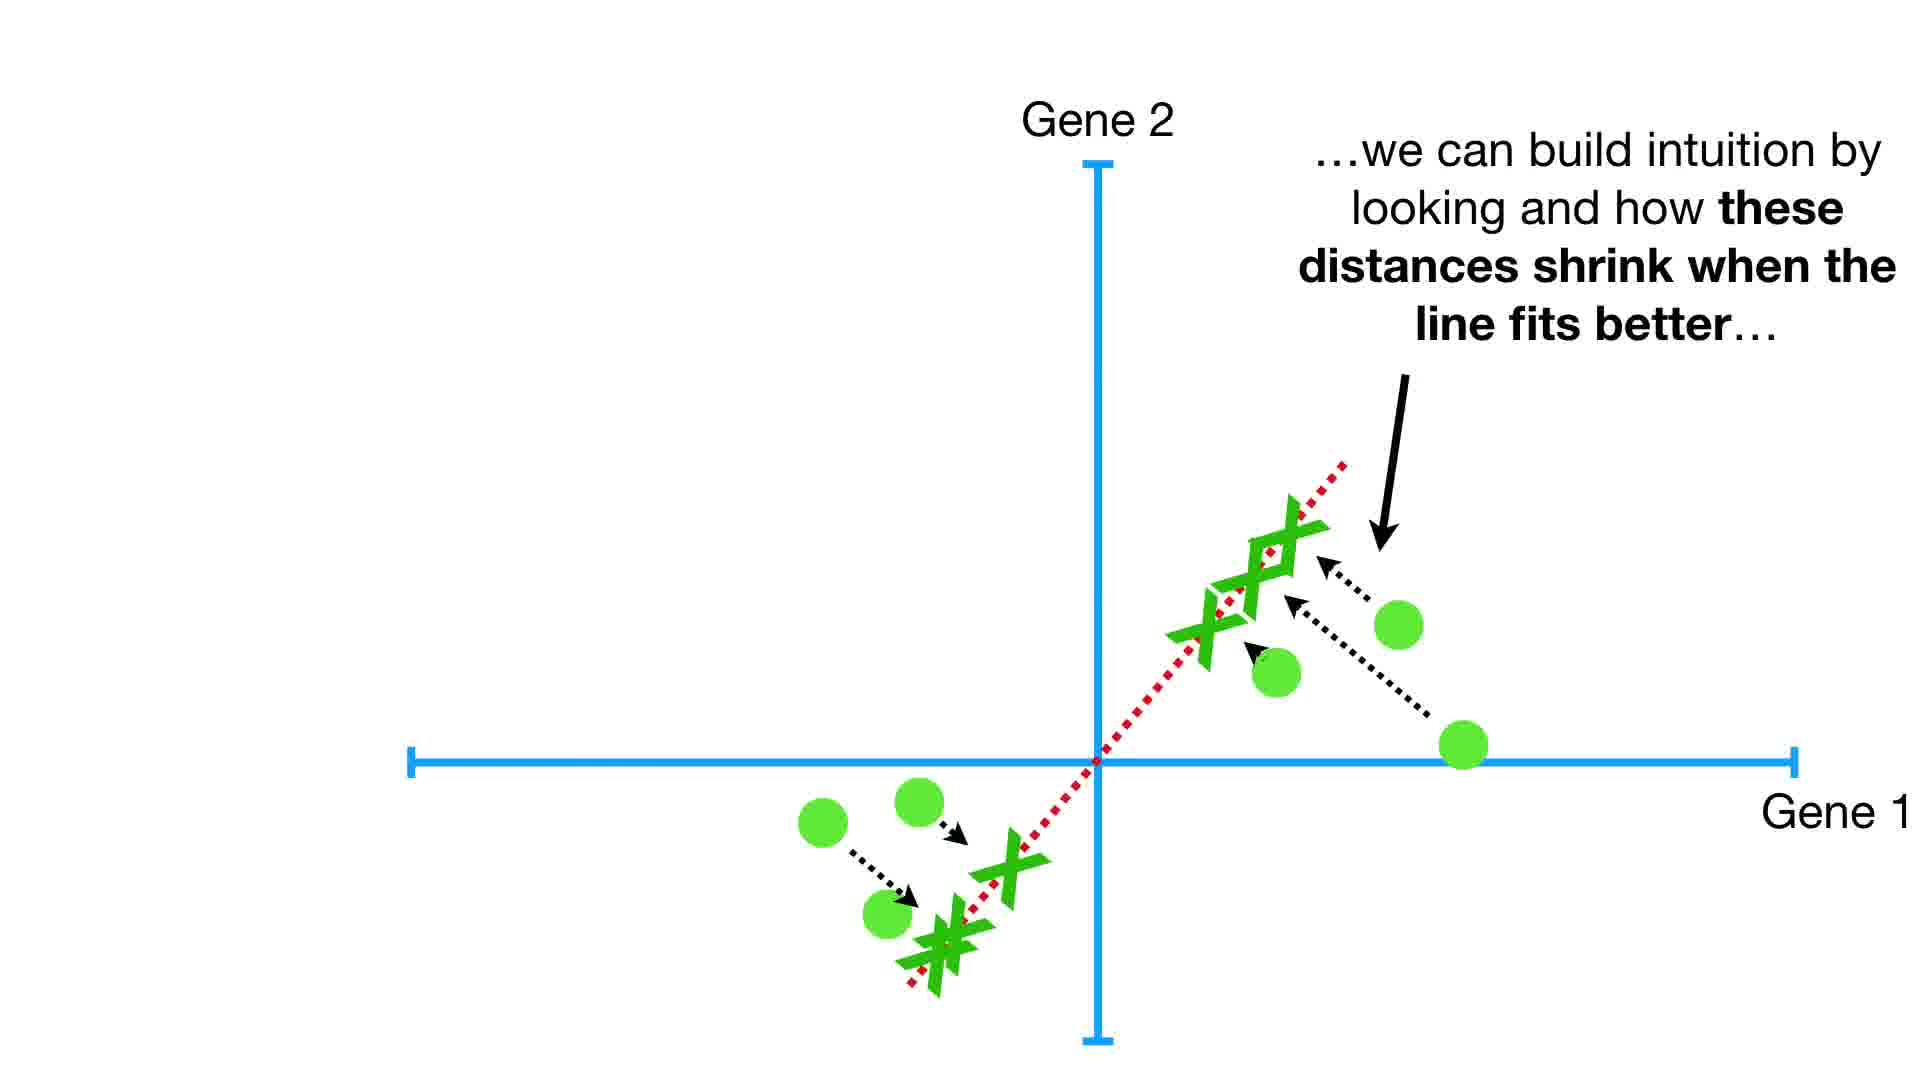 Gene 2
…we can build intuition by
looking and how these
distances shrink when the
line fits better…
Gene 1